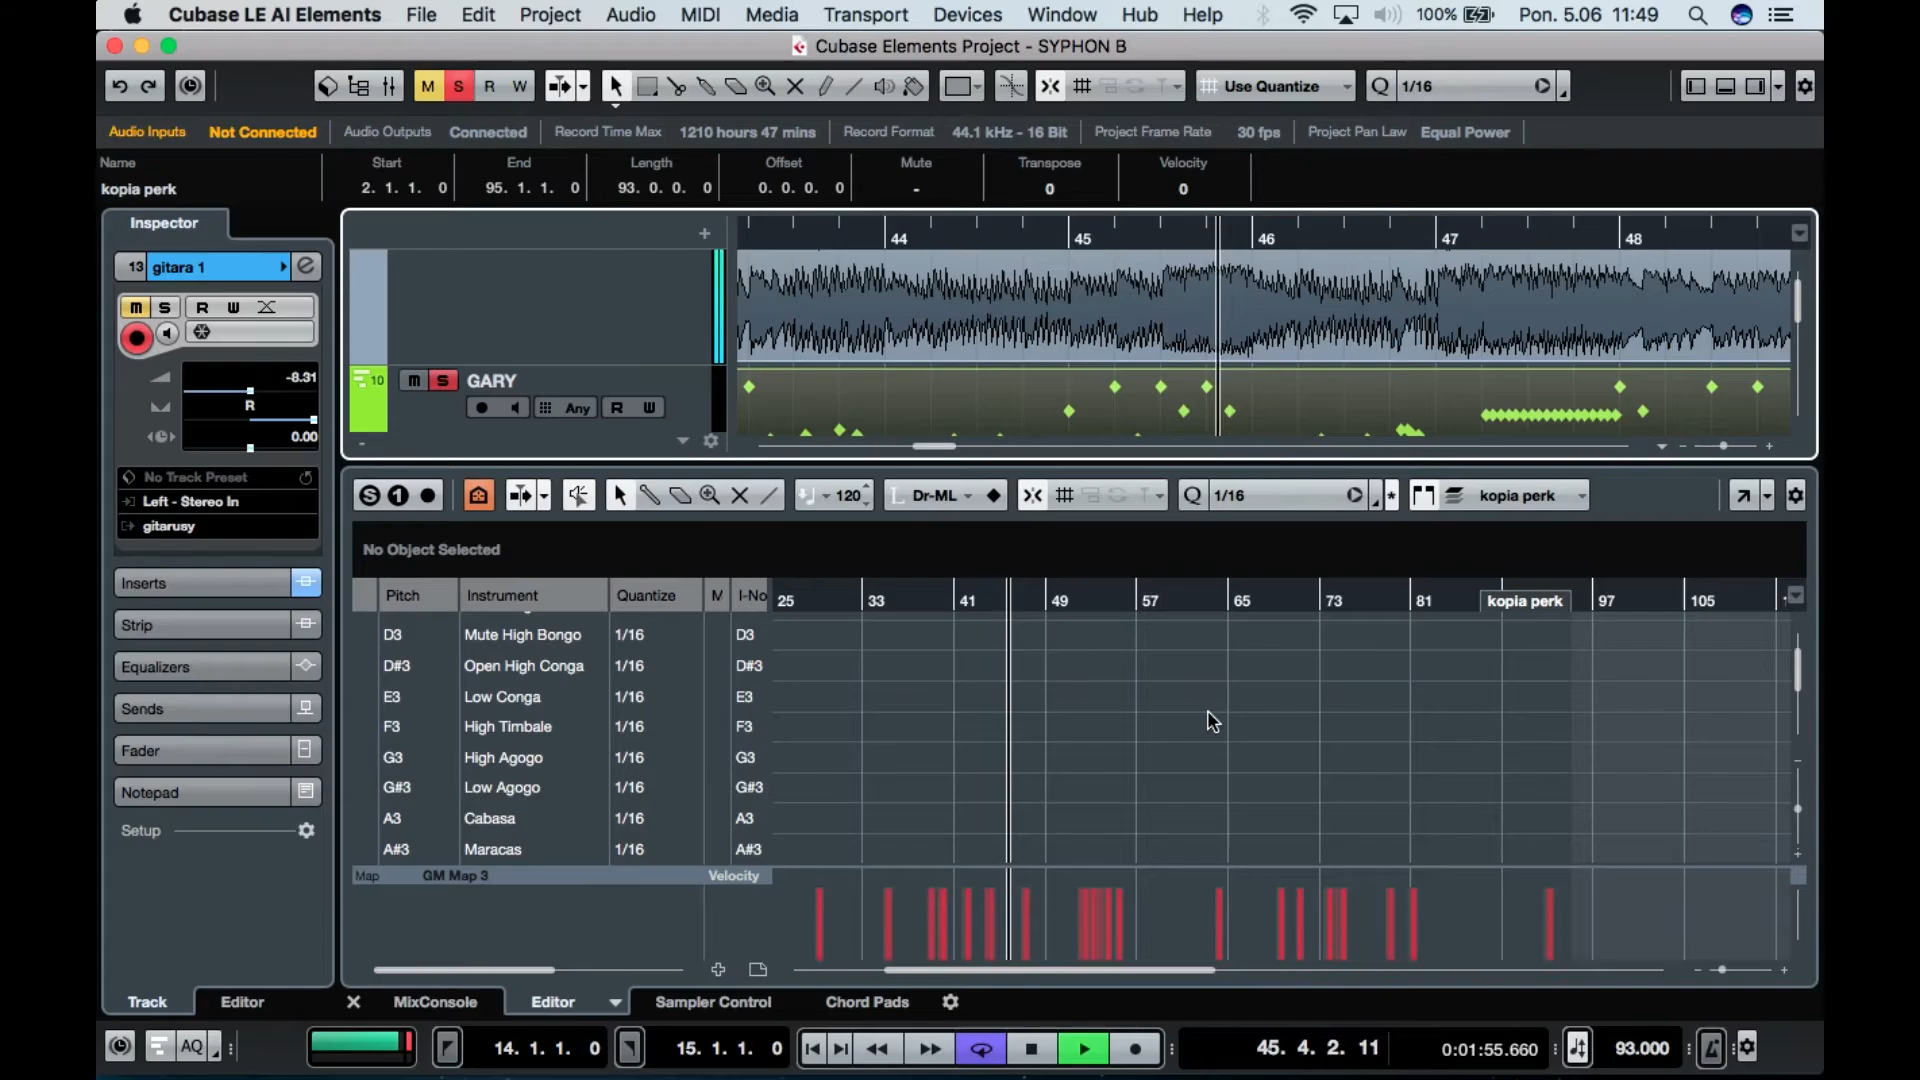 Cubase LE AI Elements File Edit Project Audio MIDI Media Transport Devices Window Hub Help 100% Pon. 5.06 11:49
Cubase Elements Project - SYPHON B
M S R W Use Quantize Q 1/16
Audio Inputs Not Connected Audio Outputs Connected Record Time Max 1210 hours 47 mins Record Format 44.1 kHz - 16 Bit Project Frame Rate 30 fps Project Pan Law Equal Power
Name Start End Length Offset Mute Transpose Velocity
kopia perk 2. 1. 1. 0 95. 1. 1. 0 93. 0. 0. 0 0. 0. 0. 0 - 0 0
Inspector
13 gitara 1
m S R W
-8.31
R
0.00
No Track Preset
Left - Stereo In
gitarusy
Inserts
Strip
Equalizers
Sends
Fader
Notepad
Setup
44 45 46 47 48
10 m S GARY
Any R W
S 1 120 L Dr-ML Q 1/16 * kopia perk
No Object Selected
Pitch Instrument Quantize M I-No 25 33 41 49 57 65 73 81 kopia perk 97 105
D3 Mute High Bongo 1/16 D3
D#3 Open High Conga 1/16 D#3
E3 Low Conga 1/16 E3
F3 High Timbale 1/16 F3
G3 High Agogo 1/16 G3
G#3 Low Agogo 1/16 G#3
A3 Cabasa 1/16 A3
A#3 Maracas 1/16 A#3
Map GM Map 3 Velocity
Track Editor MixConsole Editor Sampler Control Chord Pads
AQ 14. 1. 1. 0 15. 1. 1. 0 45. 4. 2. 11 0:01:55.660 93.000